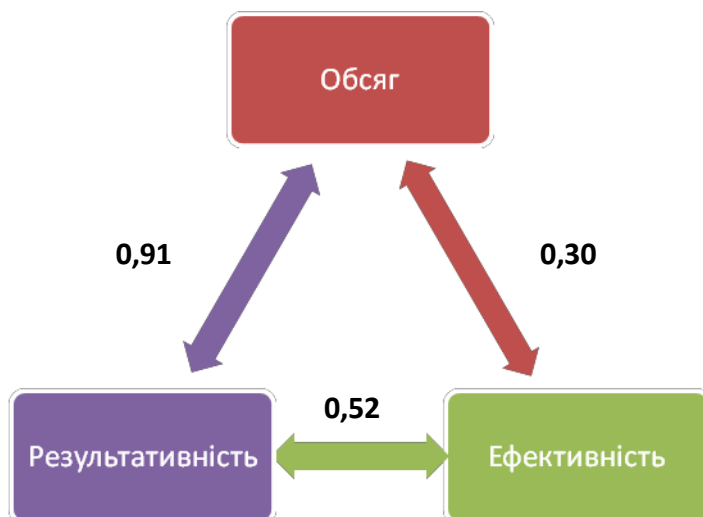 Обсяг
0,91
0,30
0,52
Результативність
Ефективність